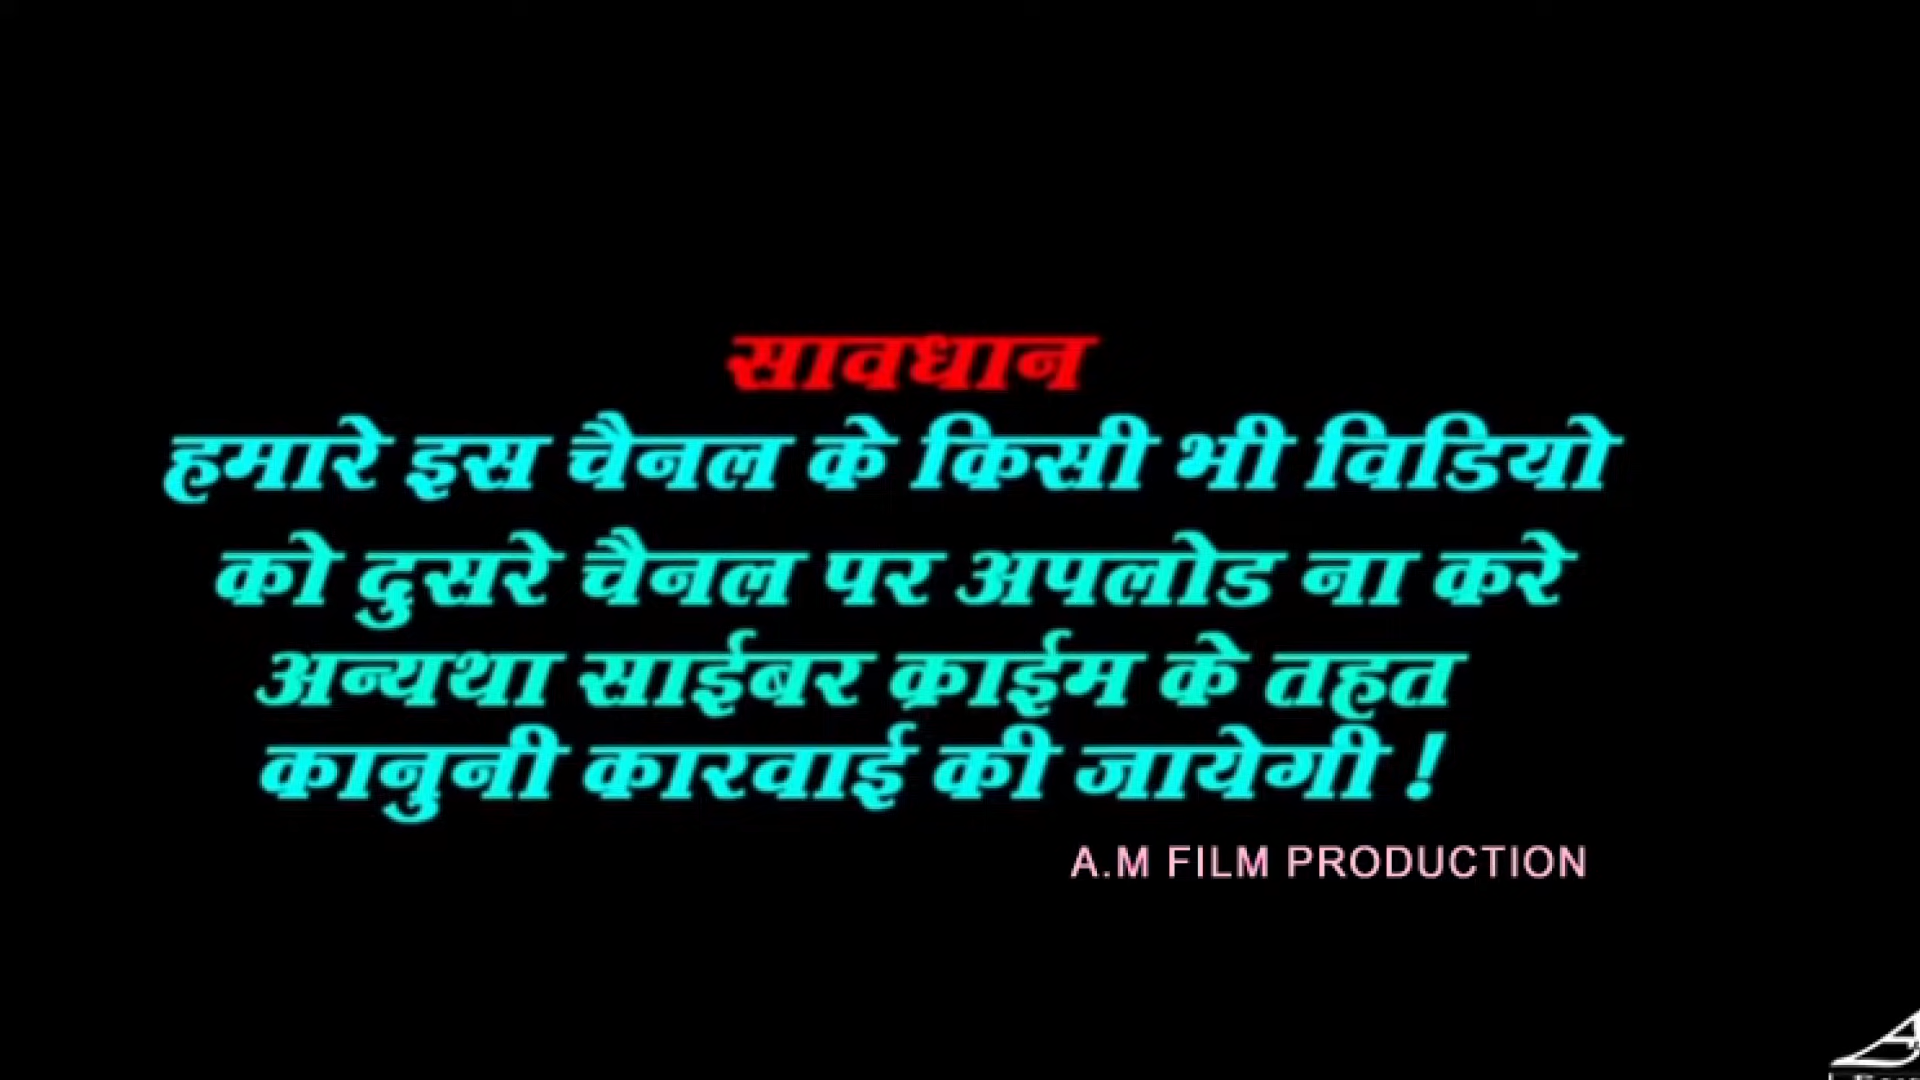 सावधान
हमारे इस चैनल के किसी भी विडियो
को दुसरे चैनल पर अपलोड ना करे
अन्यथा साईबर क्राईम के तहत
कानुनी कारवाई की जायेगी !
A.M FILM PRODUCTION